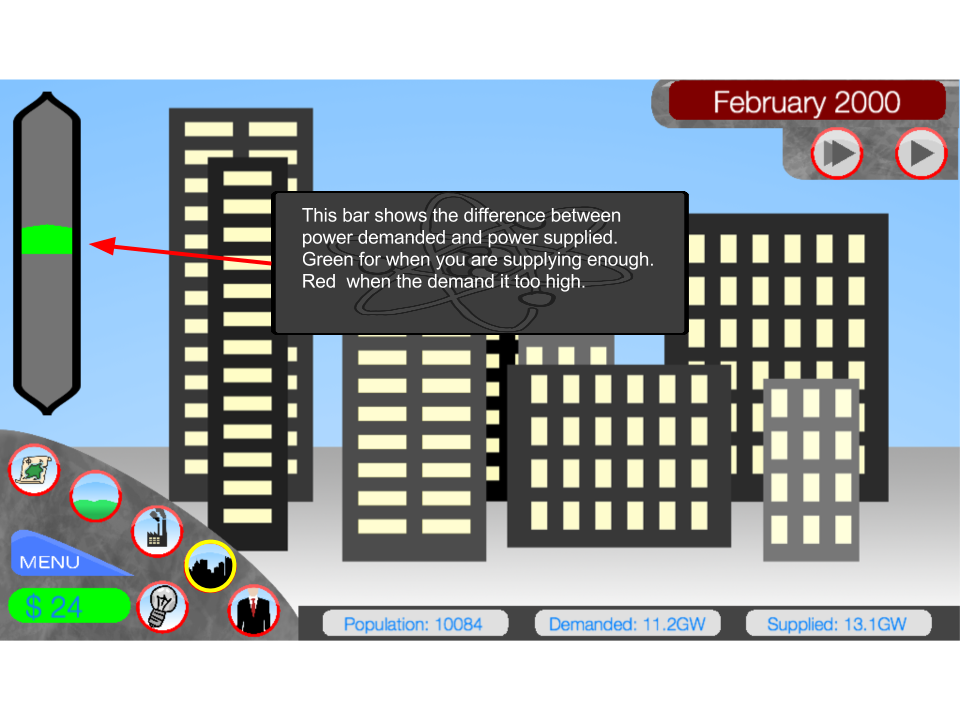 February 2000
This bar shows the difference between
power demanded and power supplied.
Green for when you are supplying enough.
Red  when the demand it too high.
MENU
$ 24
Population: 10084
Demanded: 11.2GW
Supplied: 13.1GW